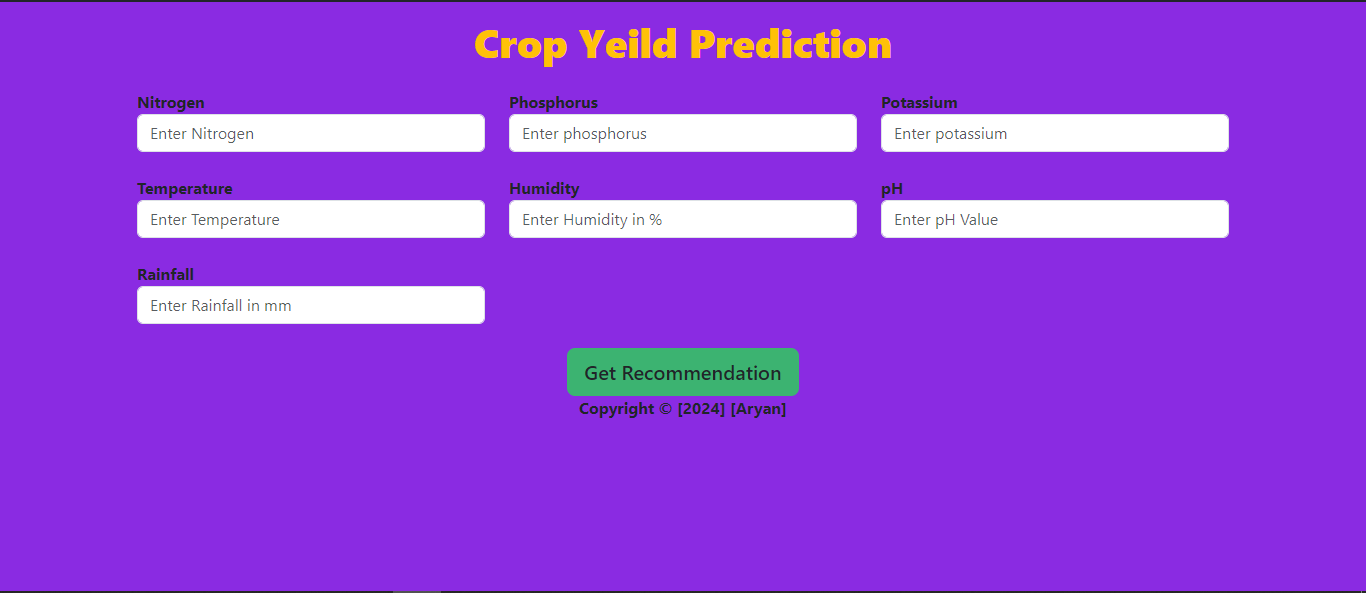 Crop Yeild Prediction
Nitrogen Phosphorus Potassium
Enter Nitrogen Enter phosphorus Enter potassium
Temperature Humidity pH
Enter Temperature Enter Humidity in % Enter pH Value
Rainfall
Enter Rainfall in mm
Get Recommendation
Copyright © [2024] [Aryan]